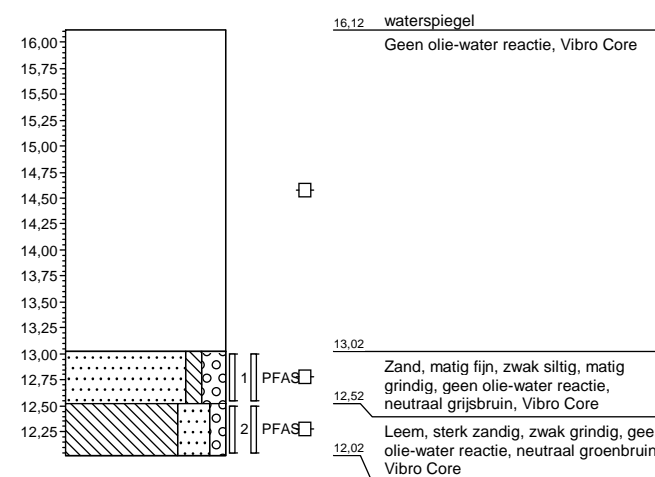 16,12 waterspiegel
16,00
Geen olie-water reactie, Vibro Core
15,75
15,50
15,25
15,00
14,75
14,50
14,25
14,00
13,75
13,50
13,25
13,00
13,02
12,75
1 PFAS
Zand, matig fijn, zwak siltig, matig
grindig, geen olie-water reactie,
neutraal grijsbruin, Vibro Core
12,50
12,52
12,25
2 PFAS
Leem, sterk zandig, zwak grindig, gee
olie-water reactie, neutraal groenbruin
Vibro Core
12,02